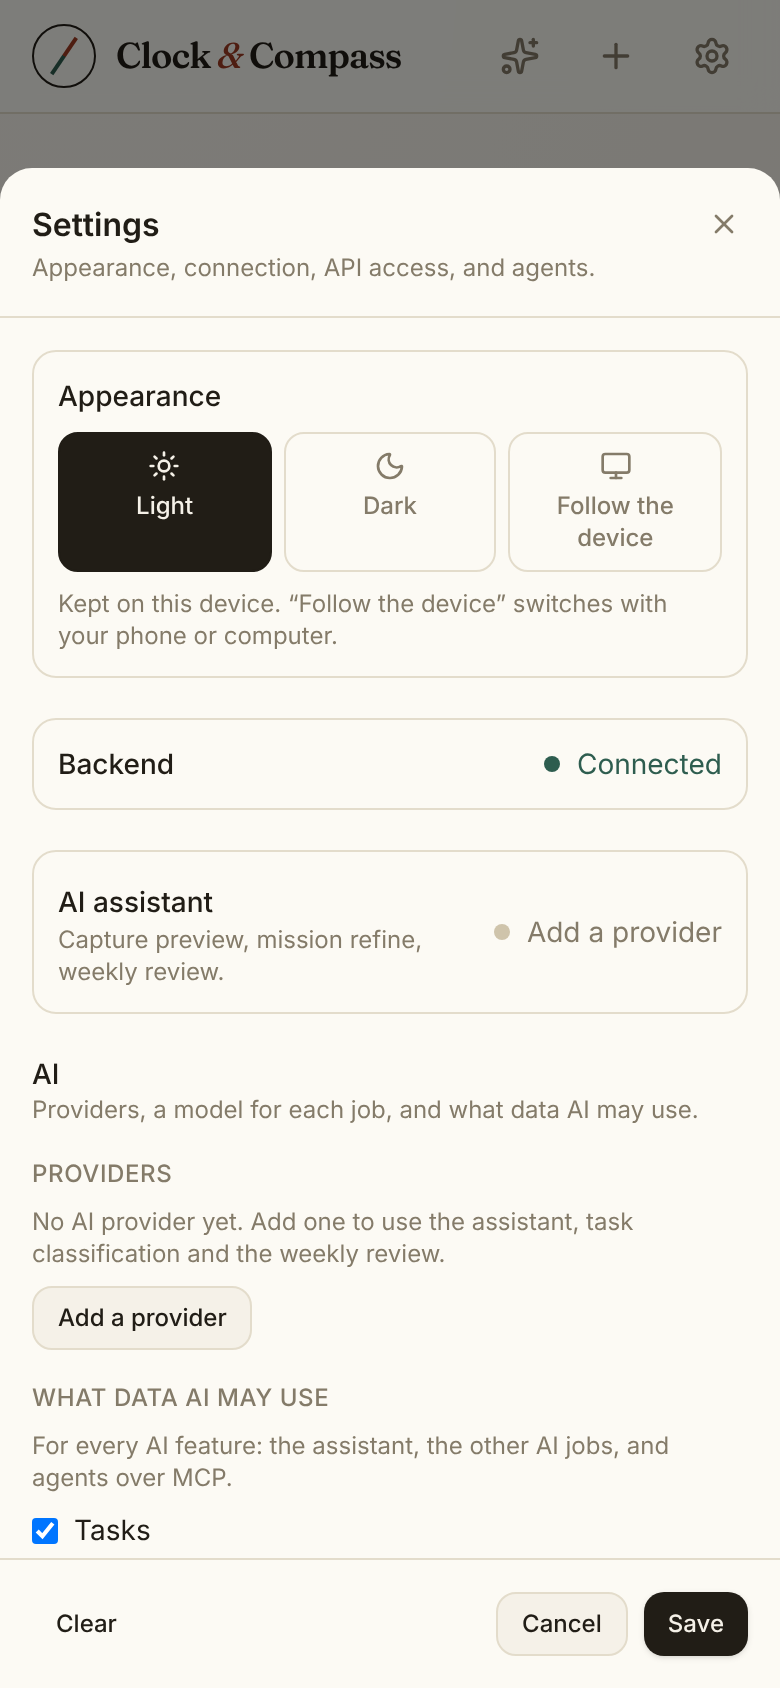 Clock & Compass
Settings
Appearance, connection, API access, and agents.
Appearance
Light
Dark
Follow the
device
Kept on this device. “Follow the device” switches with
your phone or computer.
Backend
Connected
AI assistant
Capture preview, mission refine,
weekly review.
Add a provider
AI
Providers, a model for each job, and what data AI may use.
PROVIDERS
No AI provider yet. Add one to use the assistant, task
classification and the weekly review.
Add a provider
WHAT DATA AI MAY USE
For every AI feature: the assistant, the other AI jobs, and
agents over MCP.
Tasks
Clear
Cancel
Save